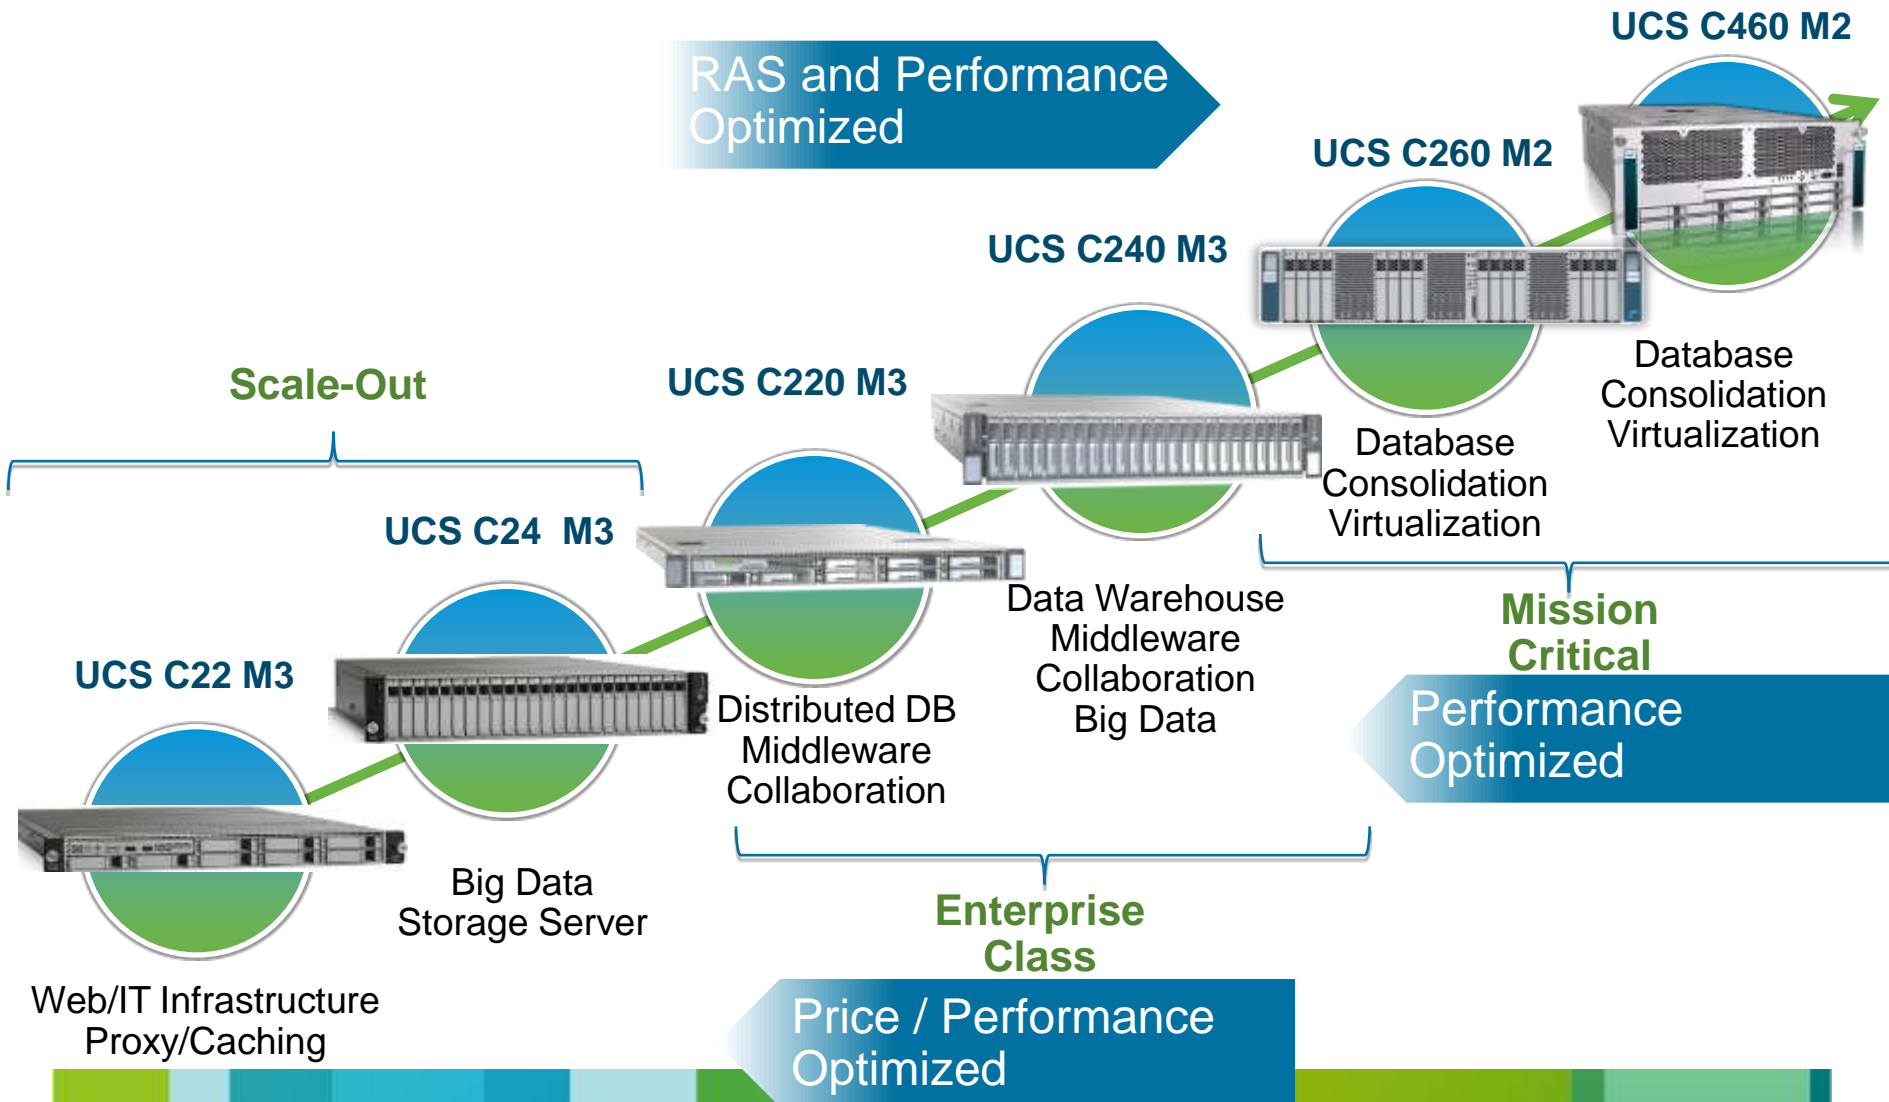 UCS C460 M2
RAS and Performance
Optimized
UCS C260 M2
UCS C240 M3
Database
Consolidation
Virtualization
Scale-Out
UCS C220 M3
Database
Consolidation
Virtualization
UCS C24  M3
Data Warehouse
Middleware
Collaboration
Big Data
Mission
Critical
UCS C22 M3
Distributed DB
Middleware
Collaboration
Performance
Optimized
Big Data
Storage Server
Enterprise
Class
Web/IT Infrastructure
Proxy/Caching
Price / Performance
Optimized